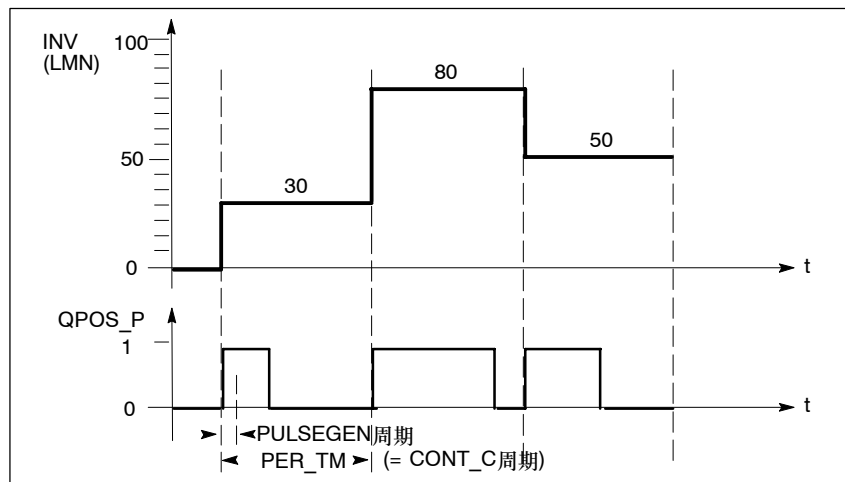 INV
(LMN)
100
80
50
50
30
0
t
QPOS_P
1
0
t
PULSEGEN周期
PER_TM (= CONT_C周期)